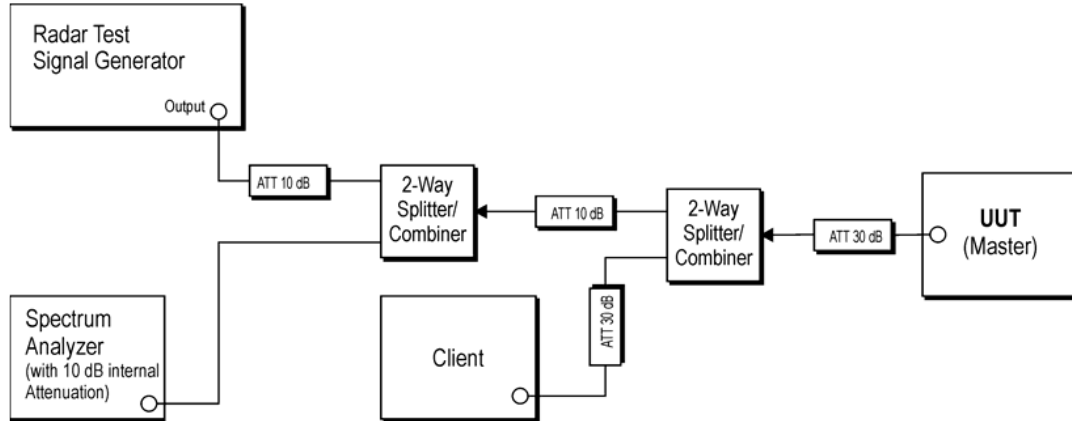 Radar Test
Signal Generator
Output
ATT 10 dB
2-Way
Splitter/
Combiner
ATT 10 dB
2-Way
Splitter/
Combiner
ATT 30 dB
UUT
(Master)
Spectrum
Analyzer
(with 10 dB internal
Attenuation)
Client
ATT 30 dB